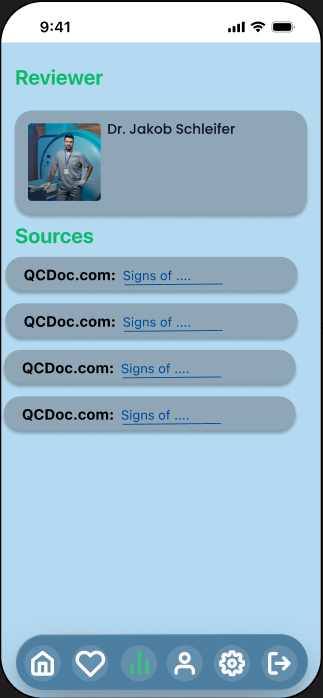 9:41
Reviewer
Dr. Jakob Schleifer
Sources
QCDoc.com: Signs of ....
QCDoc.com: Signs of ....
QCDoc.com: Signs of ....
QCDoc.com: Signs of ....